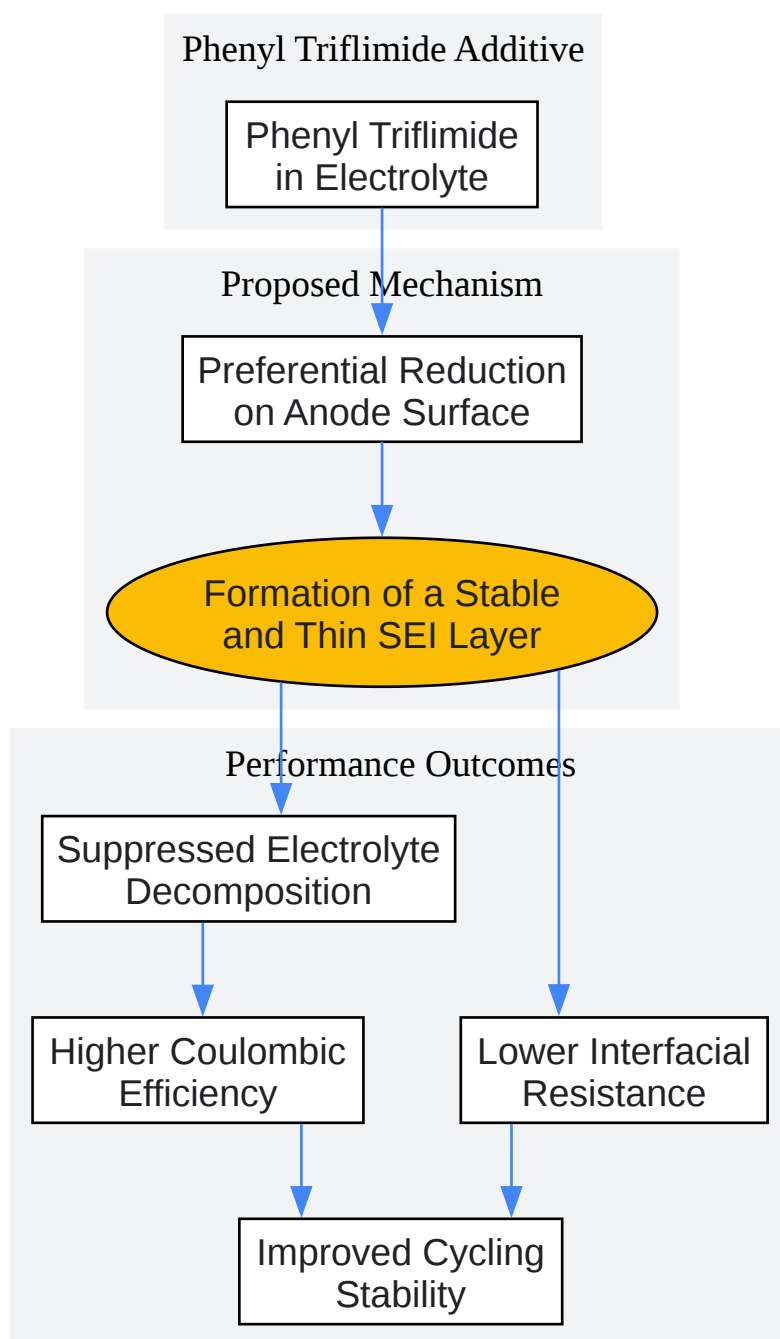 Phenyl Triflimide Additive
Phenyl Triflimide
in Electrolyte
Proposed Mechanism
Preferential Reduction
on Anode Surface
Formation of a Stable
and Thin SEI Layer
Performance Outcomes
Suppressed Electrolyte
Decomposition
Higher Coulombic
Efficiency
Lower Interfacial
Resistance
Improved Cycling
Stability